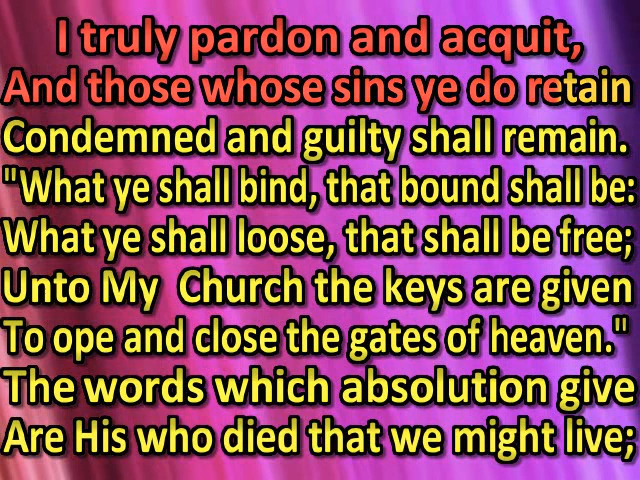 I truly pardon and acquit,
And those whose sins ye do retain
Condemned and guilty shall remain.
"What ye shall bind, that bound shall be:
What ye shall loose, that shall be free;
Unto My  Church the keys are given
To ope and close the gates of heaven."
The words which absolution give
Are His who died that we might live;